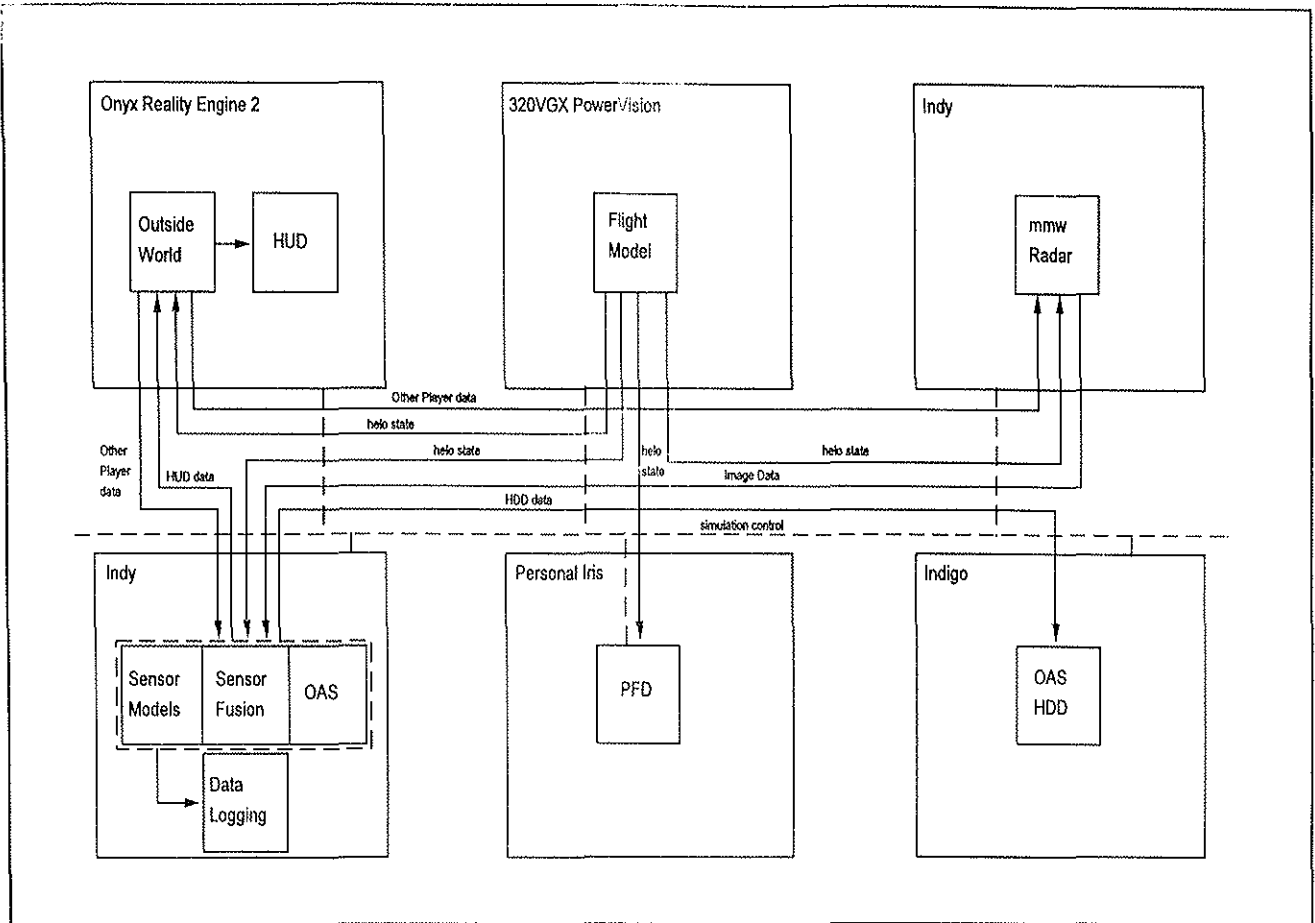 Onyx Reality Engine 2
320VGX PowerVision
Indy
Outside
World
HUD
Flight
Model
mmw
Radar
Other Player data
helo state
Other
Player
data
HUD data
helo state
helo
state
helo state
Image Data
HDD data
simulation control
Indy
Personal Iris
Indigo
Sensor
Models
Sensor
Fusion
OAS
PFD
OAS
HDD
Data
Logging